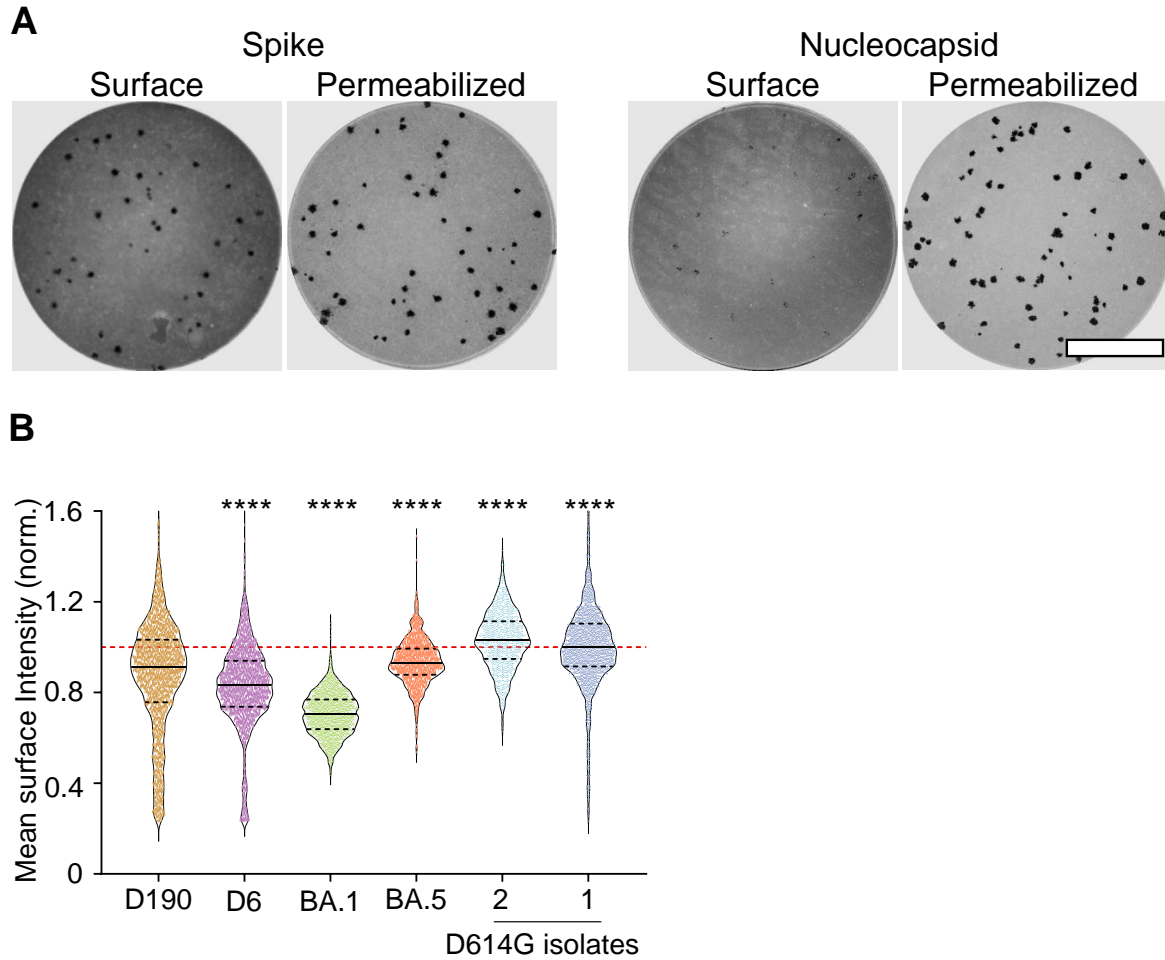 A
Spike
Nucleocapsid
Surface
Permeabilized
Surface
Permeabilized
B
Mean surface Intensity (norm.)
1.6
1.2
0.8
0.4
0
**** **** **** **** ****
D190 D6 BA.1 BA.5 2 1
D614G isolates